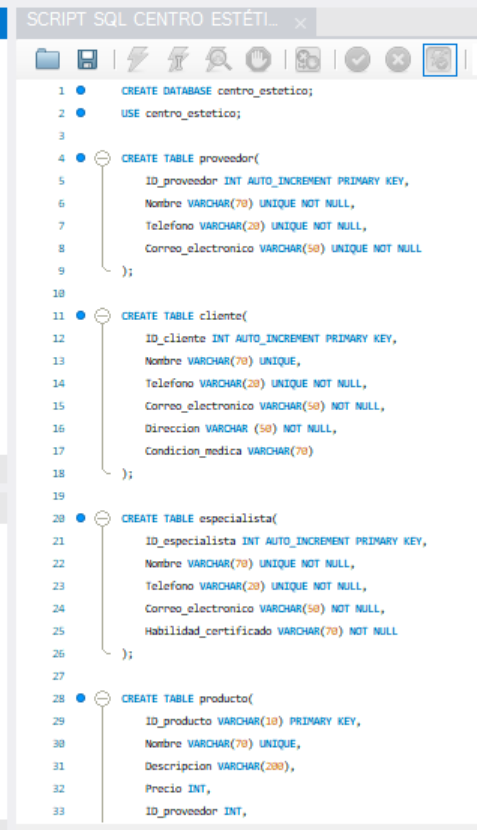 SCRIPT SQL CENTRO ESTÉTI...
1 CREATE DATABASE centro_estetico;
2 USE centro_estetico;
3
4 CREATE TABLE proveedor(
5 ID_proveedor INT AUTO_INCREMENT PRIMARY KEY,
6 Nombre VARCHAR(70) UNIQUE NOT NULL,
7 Telefono VARCHAR(20) UNIQUE NOT NULL,
8 Correo_electronico VARCHAR(50) UNIQUE NOT NULL
9 );
10
11 CREATE TABLE cliente(
12 ID_cliente INT AUTO_INCREMENT PRIMARY KEY,
13 Nombre VARCHAR(70) UNIQUE,
14 Telefono VARCHAR(20) UNIQUE NOT NULL,
15 Correo_electronico VARCHAR(50) NOT NULL,
16 Direccion VARCHAR (50) NOT NULL,
17 Condicion_medica VARCHAR(70)
18 );
19
20 CREATE TABLE especialista(
21 ID_especialista INT AUTO_INCREMENT PRIMARY KEY,
22 Nombre VARCHAR(70) UNIQUE NOT NULL,
23 Telefono VARCHAR(20) UNIQUE NOT NULL,
24 Correo_electronico VARCHAR(50) NOT NULL,
25 Habilidad_certificado VARCHAR(70) NOT NULL
26 );
27
28 CREATE TABLE producto(
29 ID_producto VARCHAR(10) PRIMARY KEY,
30 Nombre VARCHAR(70) UNIQUE,
31 Descripcion VARCHAR(200),
32 Precio INT,
33 ID_proveedor INT,